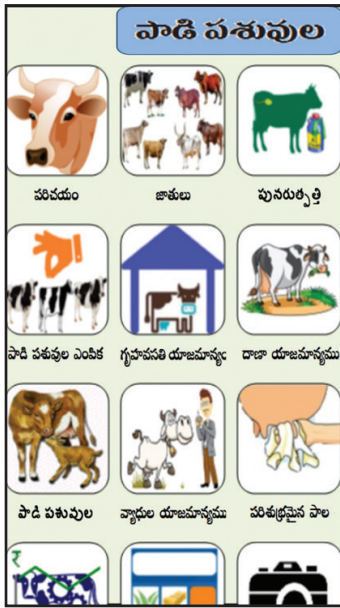 పాడి పశువుల
పరిచయం
జాతులు
పునరుత్పత్తి
పాడి పశువుల ఎంపిక
గృహవసతి యాజమాన్యం
దాణా యాజమాన్యము
పాడి పశువుల
వ్యాధుల యాజమాన్యము
పరిశుభ్రమైన పాల
₹